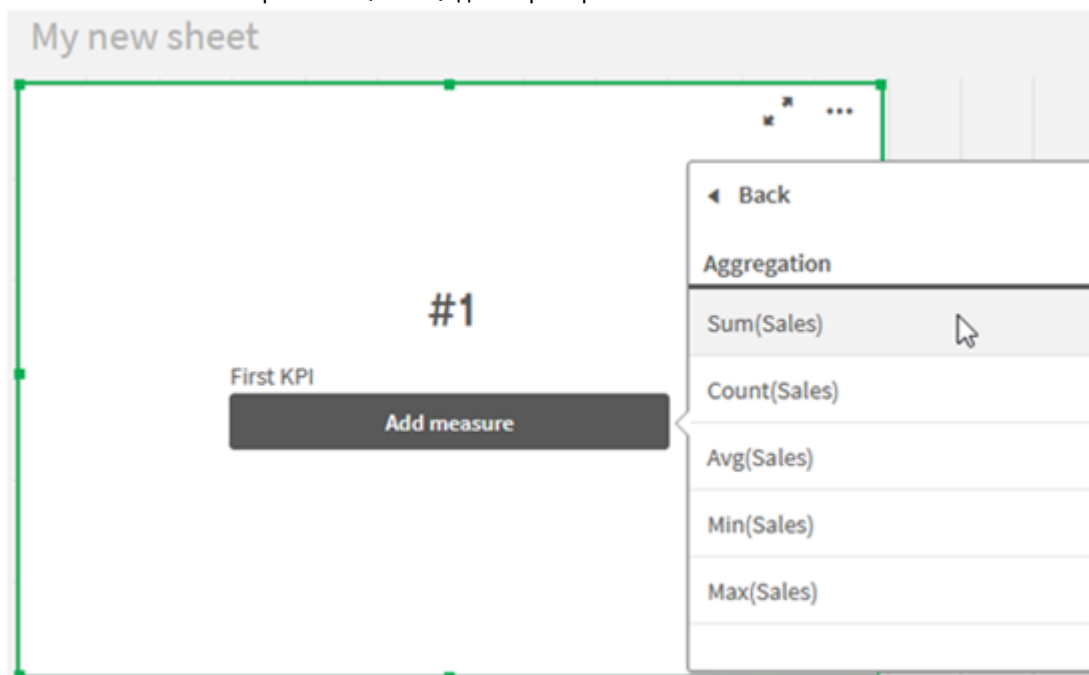 My new sheet
Back
Aggregation
#1
Sum(Sales)
First KPI
Count(Sales)
Add measure
Avg(Sales)
Min(Sales)
Max(Sales)